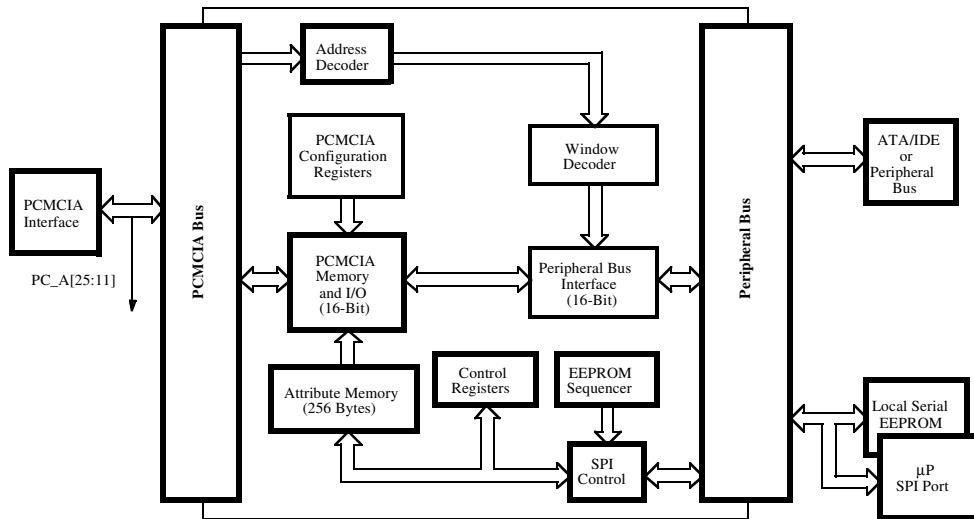 Address
Decoder
PCMCIA
Configuration
Registers
Window
Decoder
ATA/IDE
or
Peripheral
Bus
PCMCIA
Interface
PC_A[25:11]
PCMCIA Bus
PCMCIA
Memory
and I/O
(16-Bit)
Peripheral Bus
Interface
(16-Bit)
Peripheral Bus
Attribute Memory
(256 Bytes)
Control
Registers
EEPROM
Sequencer
SPI
Control
Local Serial
EEPROM
µP
SPI Port